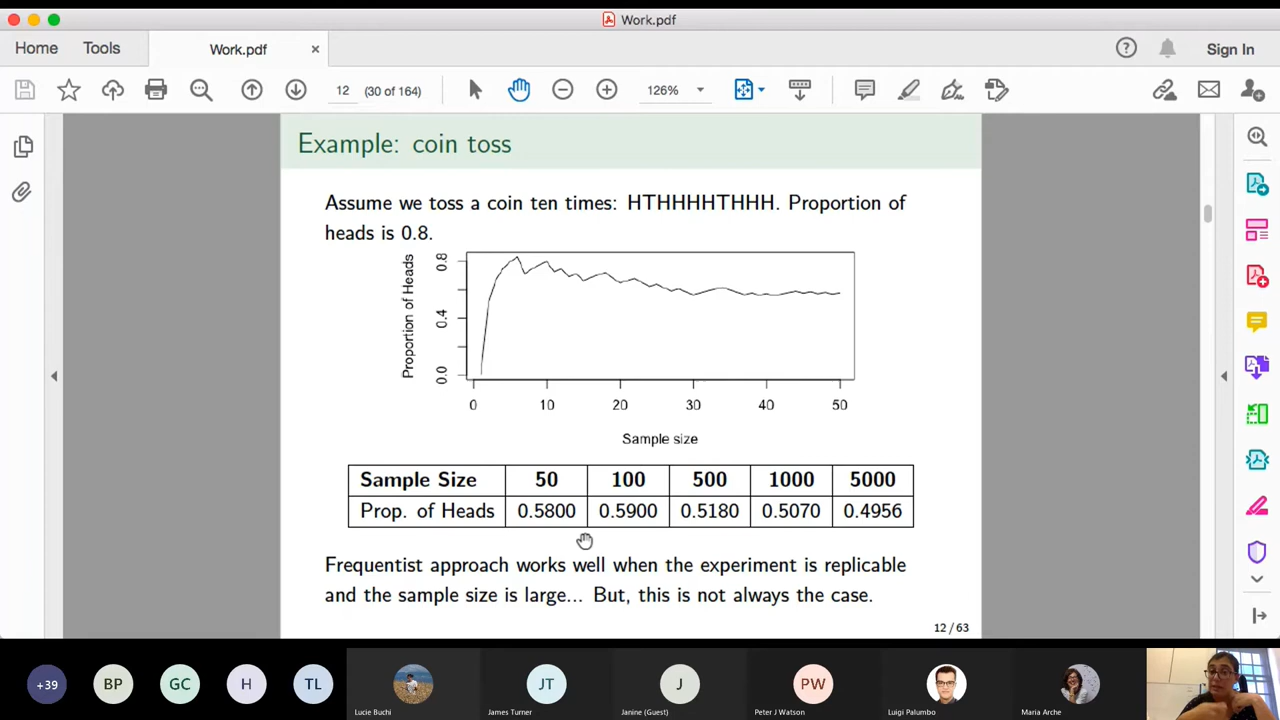 Work.pdf
Home Tools Work.pdf × Sign In
12 (30 of 164) 126%
Example: coin toss
Assume we toss a coin ten times: HTHHHHTHHH. Proportion of
heads is 0.8.
Proportion of Heads
0.8
0.4
0.0
0 10 20 30 40 50
Sample size
Sample Size 50 100 500 1000 5000
Prop. of Heads 0.5800 0.5900 0.5180 0.5070 0.4956
Frequentist approach works well when the experiment is replicable
and the sample size is large... But, this is not always the case.
12 / 63
+39 BP GC H TL JT J PW
Lucie Buchi James Turner Janine (Guest) Peter J Watson Luigi Palumbo Maria Arche